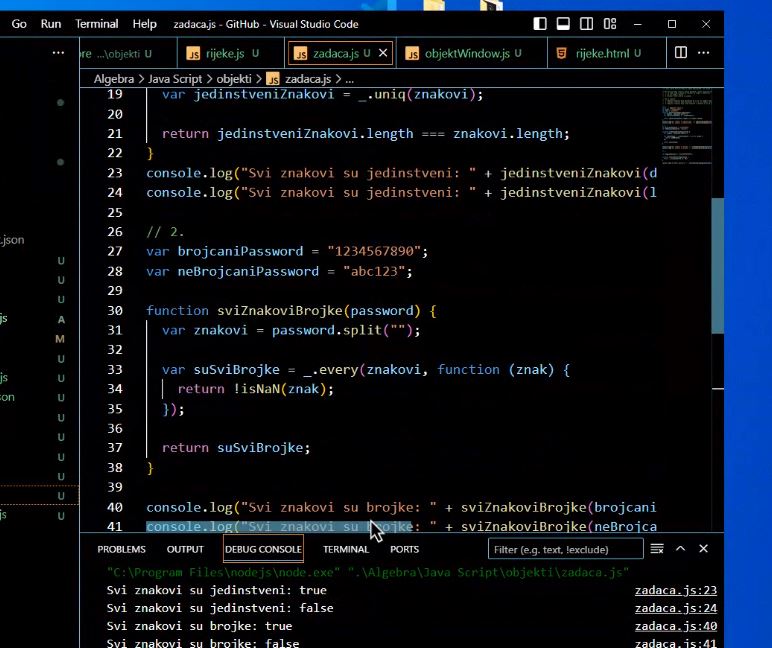 Go Run Terminal Help zadaca.js - GitHub - Visual Studio Code
re ...\objekti U JS rijeke.js U JS zadaca.js U JS objektWindow.js U rijeke.html U
Algebra > Java Script > objekti > JS zadaca.js > ...
19 var jedinstveniZnakovi = _.uniq(znakovi);
20
21 return jedinstveniZnakovi.length === znakovi.length;
22 }
23 console.log("Svi znakovi su jedinstveni: " + jedinstveniZnakovi(d
24 console.log("Svi znakovi su jedinstveni: " + jedinstveniZnakovi(l
25
26 // 2.
27 var brojcaniPassword = "1234567890";
28 var neBrojcaniPassword = "abc123";
29
30 function sviZnakoviBrojke(password) {
31 var znakovi = password.split("");
32
33 var suSviBrojke = _.every(znakovi, function (znak) {
34 return !isNaN(znak);
35 });
36
37 return suSviBrojke;
38 }
39
40 console.log("Svi znakovi su brojke: " + sviZnakoviBrojke(brojcani
41 console.log("Svi znakovi su brojke: " + sviZnakoviBrojke(neBrojca
.json
U
U
U
js A
M
U
js U
on U
U
U
U
U
U
js U
PROBLEMS OUTPUT DEBUG CONSOLE TERMINAL PORTS Filter (e.g. text, !exclude)
"C:\Program Files\nodejs\node.exe" ".\Algebra\Java Script\objekti\zadaca.js"
Svi znakovi su jedinstveni: true zadaca.js:23
Svi znakovi su jedinstveni: false zadaca.js:24
Svi znakovi su brojke: true zadaca.js:40
Svi znakovi su brojke: false zadaca.js:41